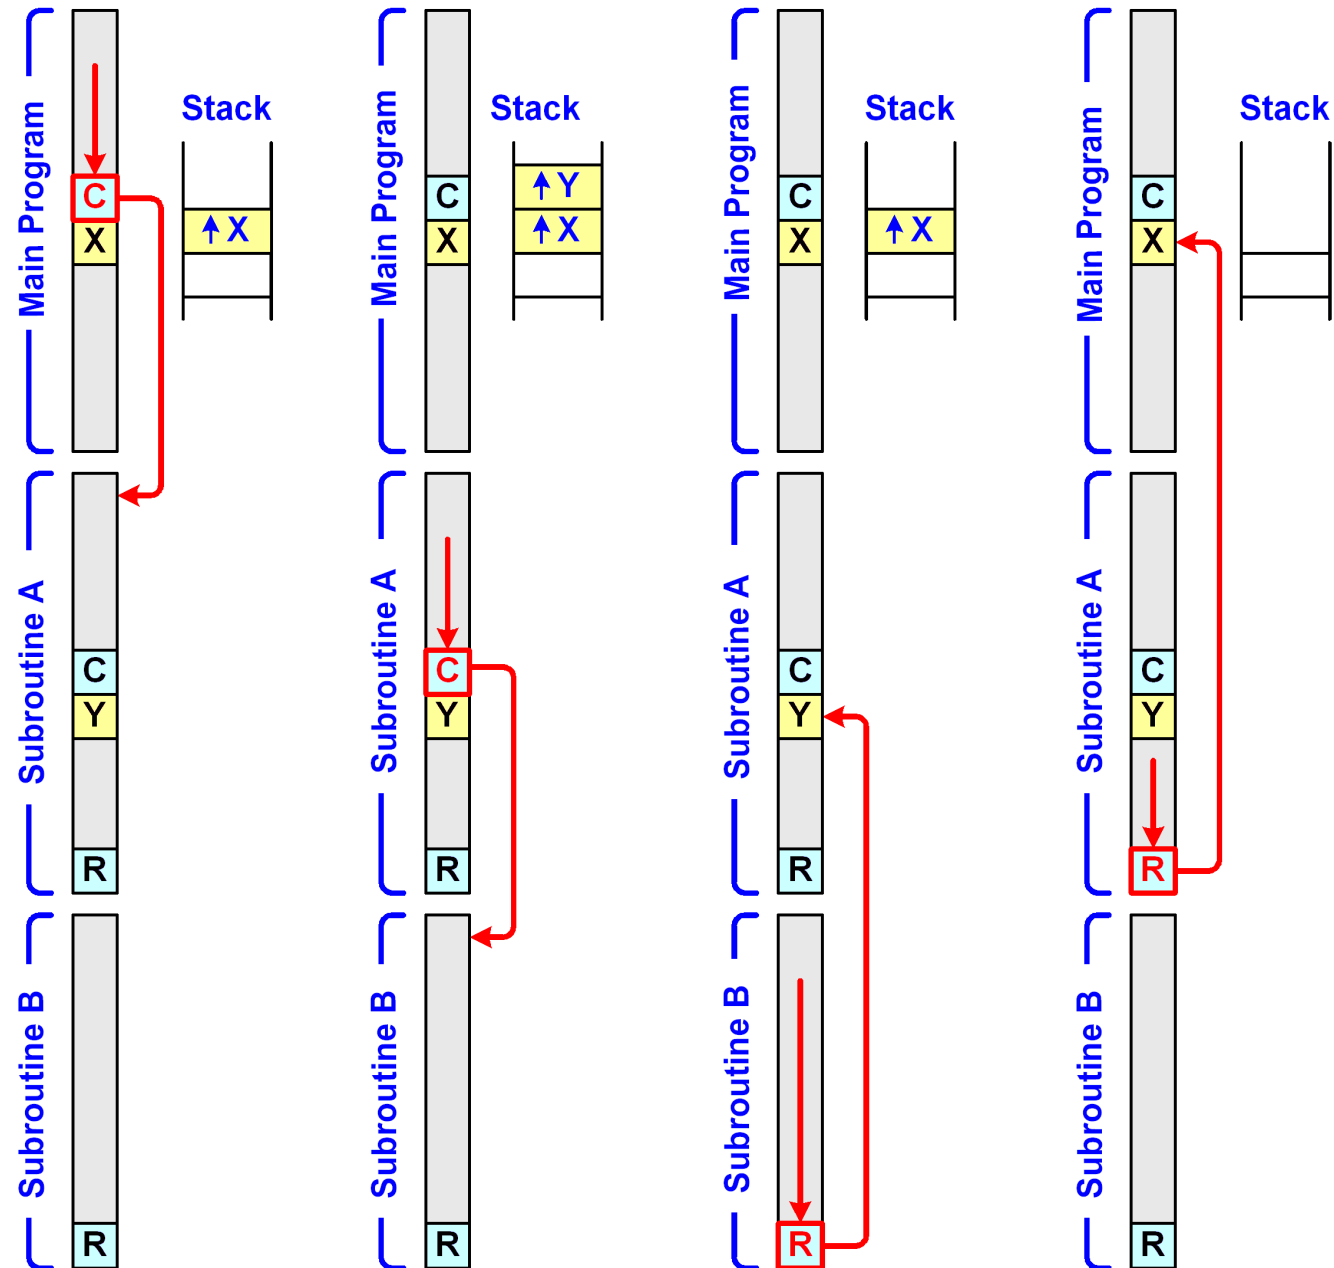 Main Program
C
X
Stack
↑ X
Subroutine A
C
Y
R
Subroutine B
R
Main Program
C
X
Stack
↑ Y
↑ X
Subroutine A
C
Y
R
Subroutine B
R
Main Program
C
X
Stack
↑ X
Subroutine A
C
Y
R
Subroutine B
R
Main Program
C
X
Stack
Subroutine A
C
Y
R
Subroutine B
R